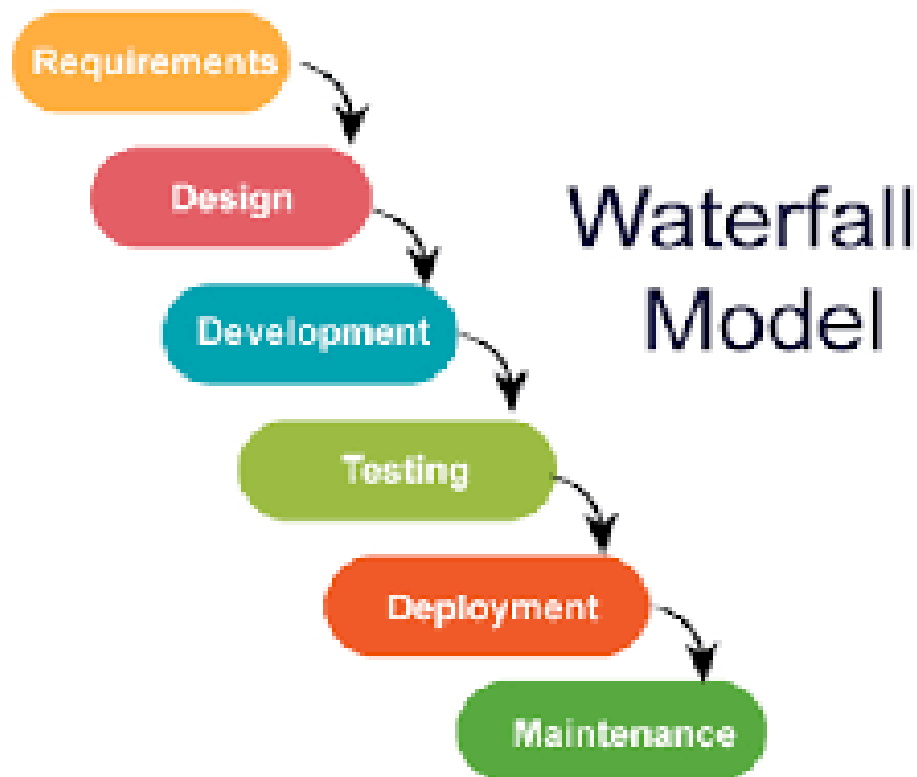 Requirements
Design
Waterfall
Model
Development
Testing
Deployment
Maintenance